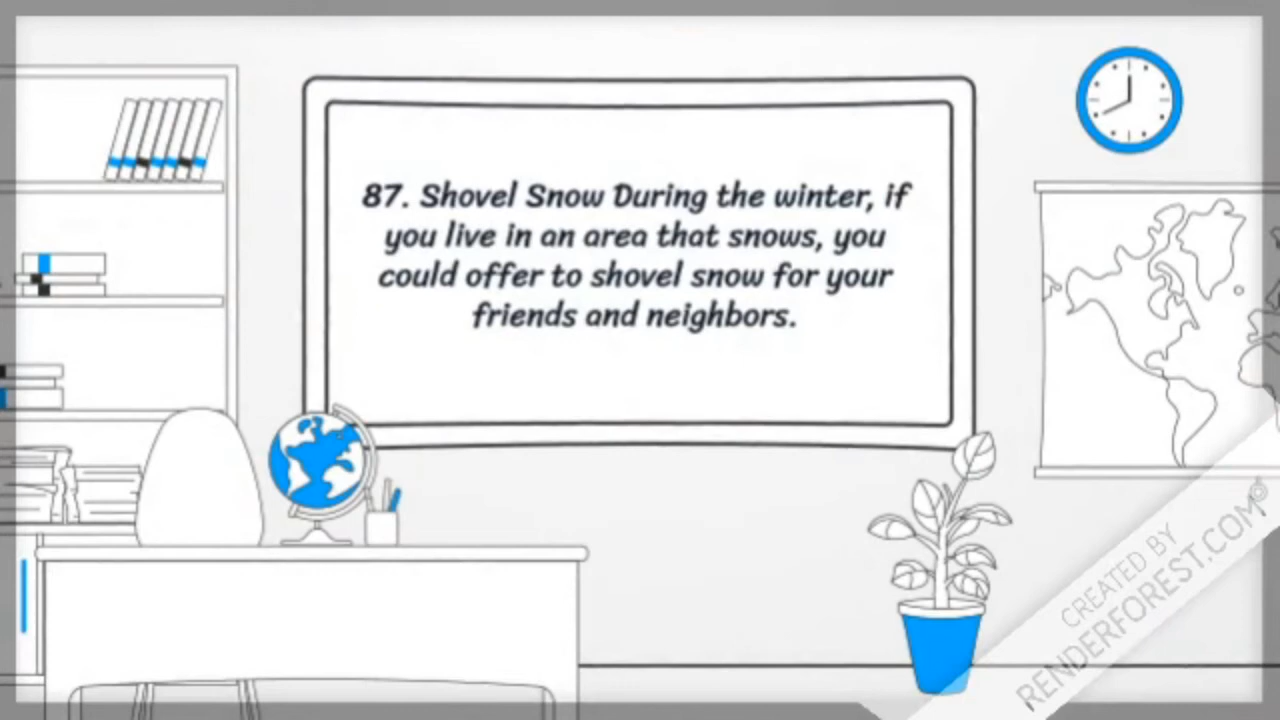 87. Shovel Snow During the winter, if
you live in an area that snows, you
could offer to shovel snow for your
friends and neighbors.
CREATED BY
RENDERFOREST.COM